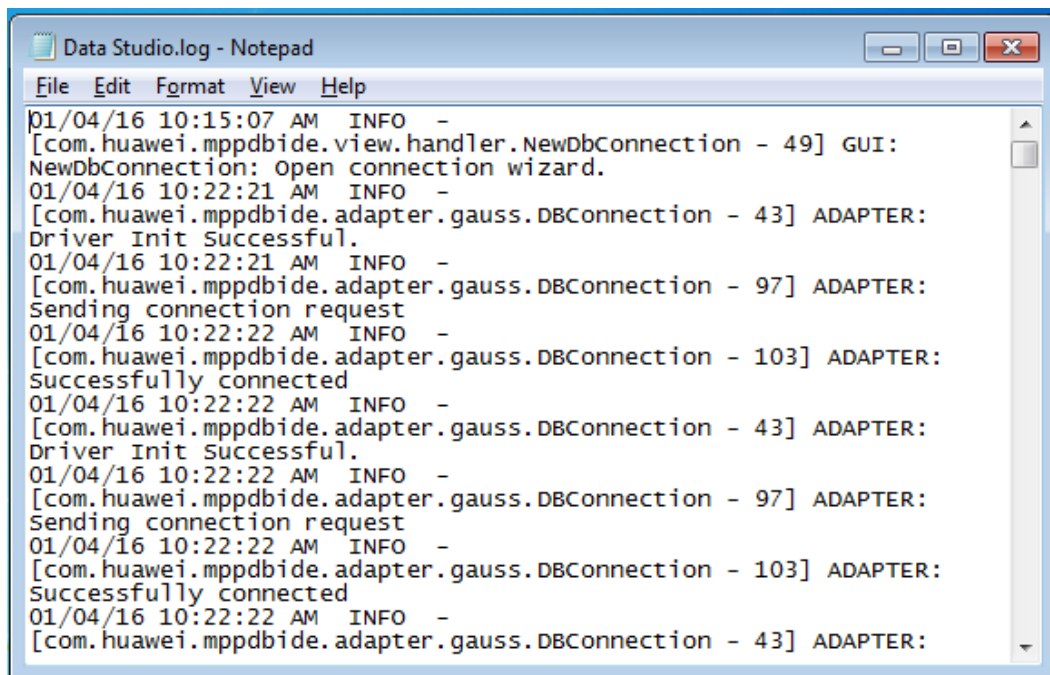 Data Studio.log - Notepad
File Edit Format View Help
01/04/16 10:15:07 AM  INFO  -
[com.huawei.mppdbide.view.handler.NewDbConnection - 49] GUI:
NewDbConnection: Open connection wizard.
01/04/16 10:22:21 AM  INFO  -
[com.huawei.mppdbide.adapter.gauss.DBConnection - 43] ADAPTER:
Driver Init Successful.
01/04/16 10:22:21 AM  INFO  -
[com.huawei.mppdbide.adapter.gauss.DBConnection - 97] ADAPTER:
Sending connection request
01/04/16 10:22:22 AM  INFO  -
[com.huawei.mppdbide.adapter.gauss.DBConnection - 103] ADAPTER:
Successfully connected
01/04/16 10:22:22 AM  INFO  -
[com.huawei.mppdbide.adapter.gauss.DBConnection - 43] ADAPTER:
Driver Init Successful.
01/04/16 10:22:22 AM  INFO  -
[com.huawei.mppdbide.adapter.gauss.DBConnection - 97] ADAPTER:
Sending connection request
01/04/16 10:22:22 AM  INFO  -
[com.huawei.mppdbide.adapter.gauss.DBConnection - 103] ADAPTER:
Successfully connected
01/04/16 10:22:22 AM  INFO  -
[com.huawei.mppdbide.adapter.gauss.DBConnection - 43] ADAPTER: